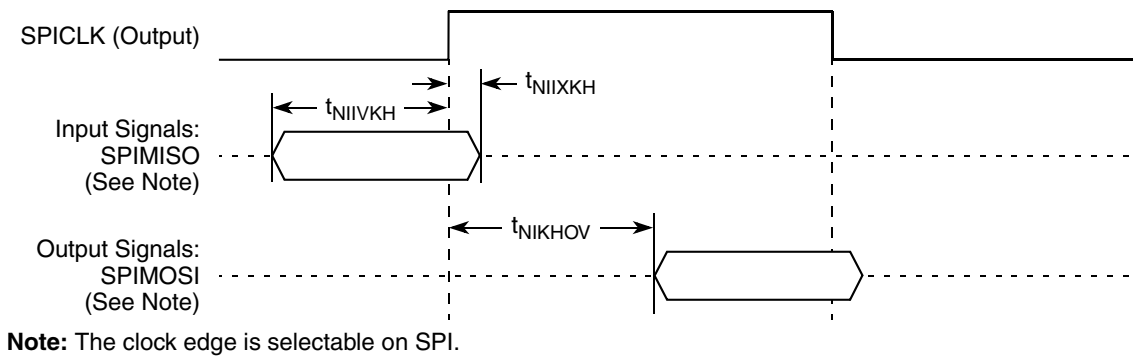 SPICLK (Output)
tNIIXKH
tNIIVKH
Input Signals:
SPIMISO
(See Note)
tNIKHOV
Output Signals:
SPIMOSI
(See Note)
Note: The clock edge is selectable on SPI.